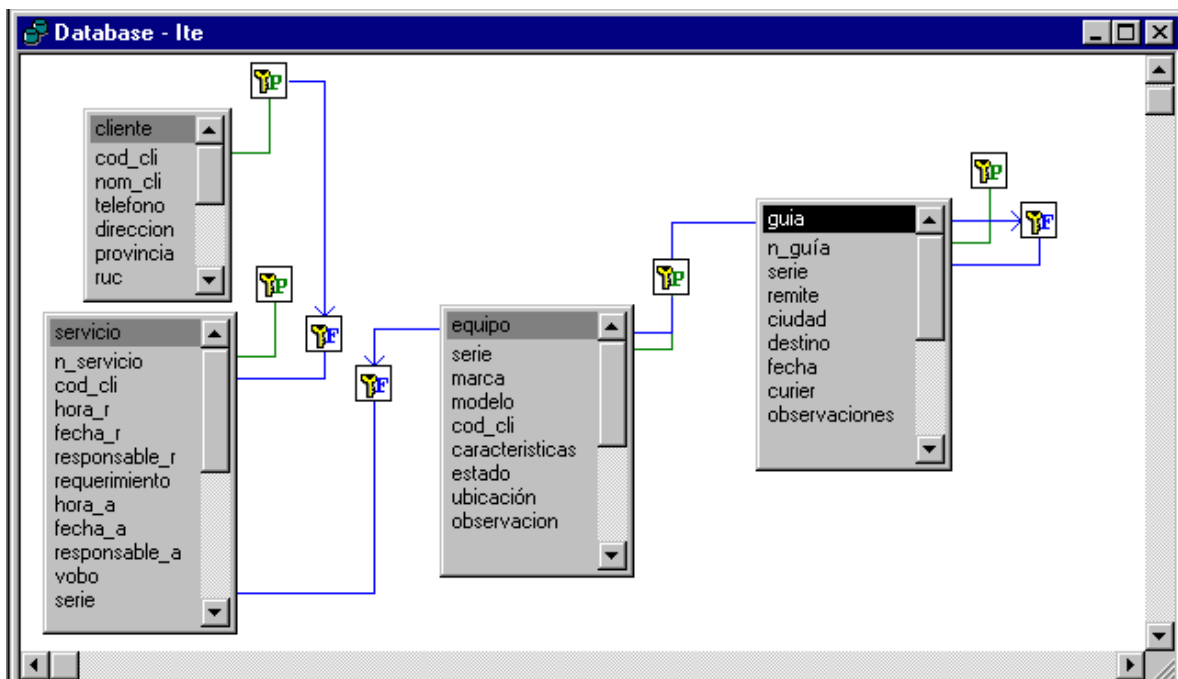 Database - Ite
P
cliente
cod_cli
nom_cli
telefono
direccion
provincia
ruc
P
servicio
n_servicio
cod_cli
hora_r
fecha_r
responsable_r
requerimiento
hora_a
fecha_a
responsable_a
vobo
serie
F
F
P
equipo
serie
marca
modelo
cod_cli
caracteristicas
estado
ubicación
observacion
P
F
guia
n_guía
serie
remite
ciudad
destino
fecha
curier
observaciones